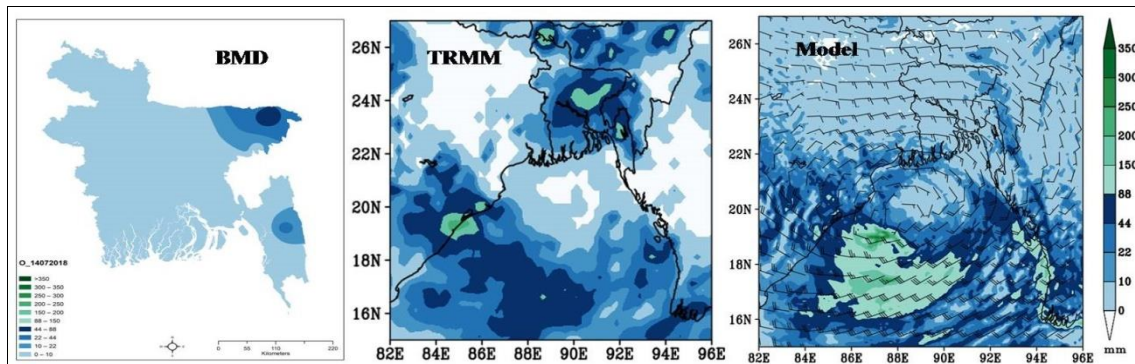 BMD
O_14072018
>350
300 – 350
250 – 300
200 – 250
150 – 200
88 – 150
44 – 88
22 – 44
10 – 22
0 – 10
0
110
220
Kilometers
TRMM
26N
24N
22N
20N
18N
16N
82E 84E 86E 88E 90E 92E 94E 96E
Model
26N
24N
22N
20N
18N
16N
82E 84E 86E 88E 90E 92E 94E 96E
350
300
250
200
150
88
44
22
10
0
mm